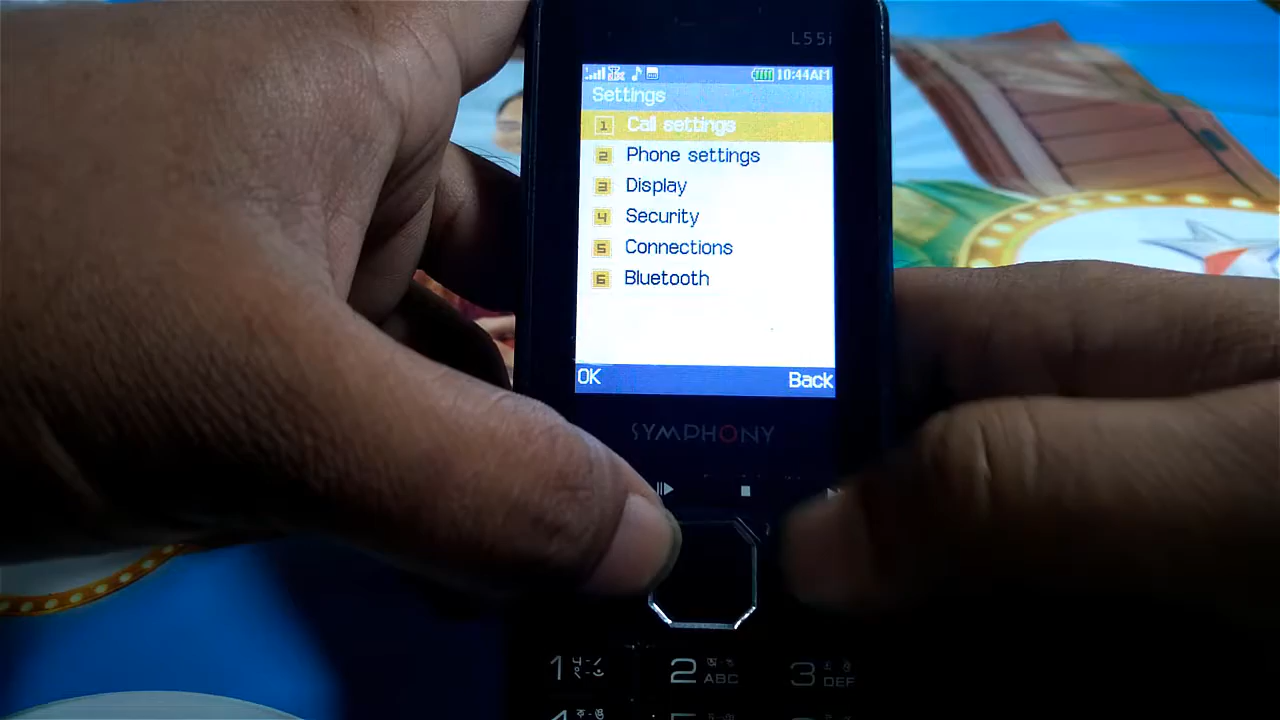 L55i
10:44AM
Settings
1 Call settings
2 Phone settings
3 Display
4 Security
5 Connections
6 Bluetooth
OK Back
SYMPHONY
1
2 ABC
3 DEF